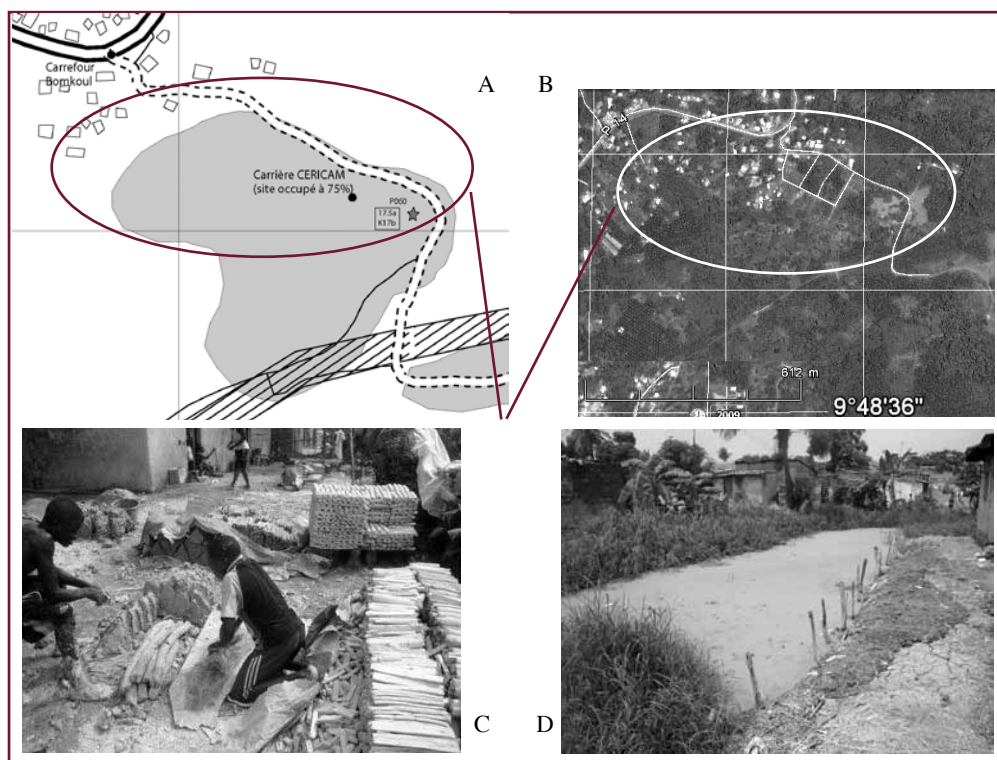 A
B
Carrefour
Bomkoul
Carrière CERICAM
(site occupé à 75%)
P060
17.5a
K17b
P 14
612 m
2009
9°48'36"
C
D